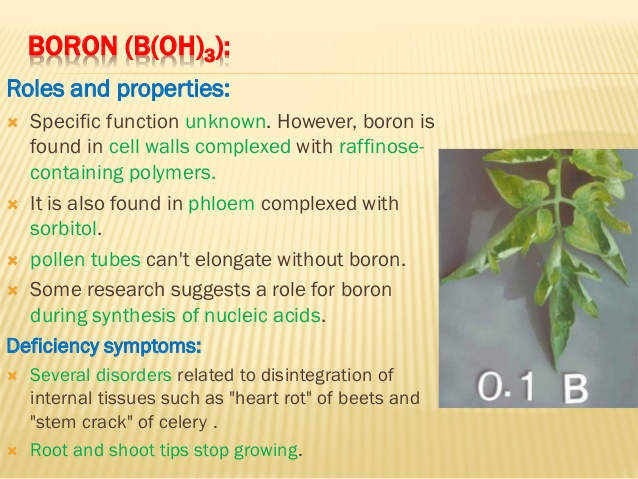 BORON (B(OH)₃):
Roles and properties:
Specific function unknown. However, boron is
found in cell walls complexed with raffinose-
containing polymers.
It is also found in phloem complexed with
sorbitol.
pollen tubes can't elongate without boron.
Some research suggests a role for boron
during synthesis of nucleic acids.
Deficiency symptoms:
Several disorders related to disintegration of
internal tissues such as "heart rot" of beets and
"stem crack" of celery .
Root and shoot tips stop growing.
0.1 B